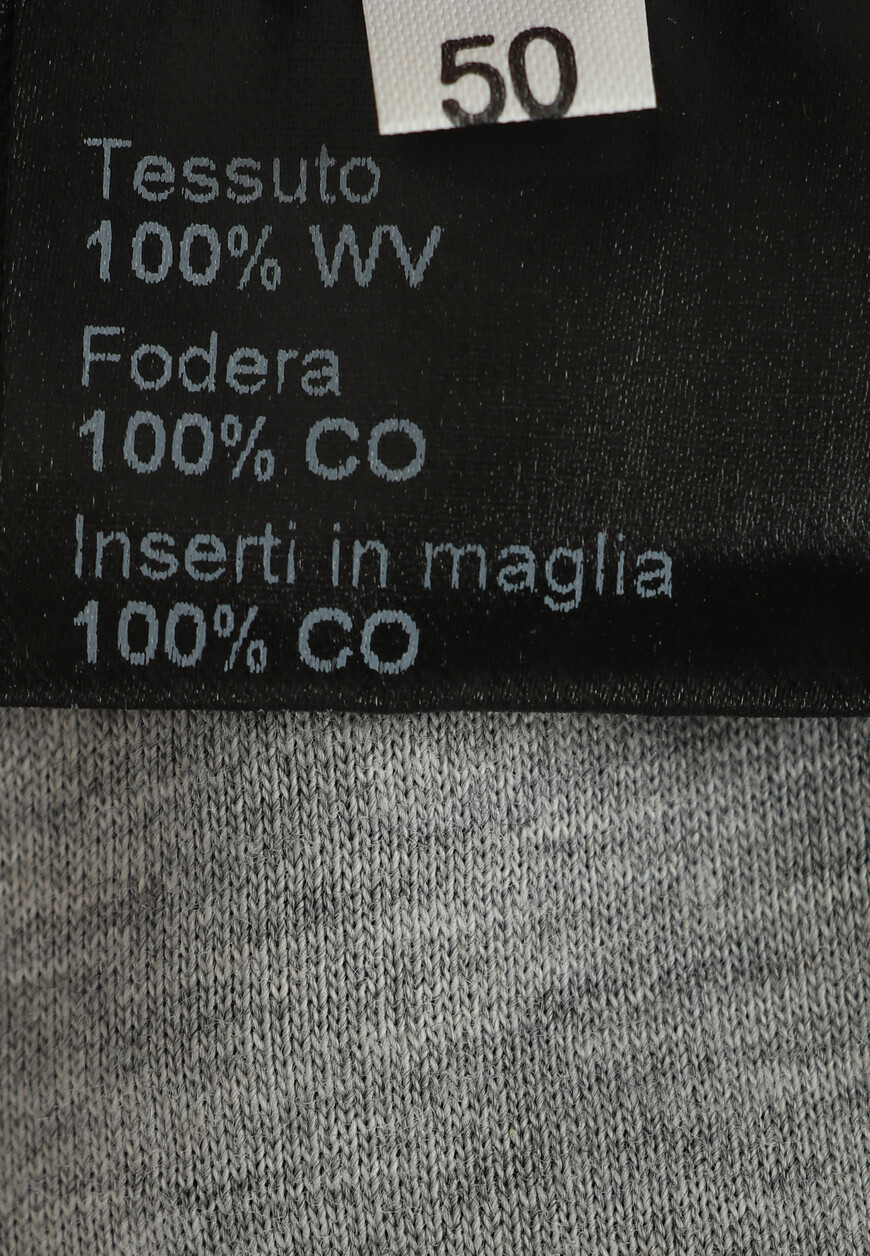 50
Tessuto
100% WV
Fodera
100% CO
Inserti in maglia
100% CO